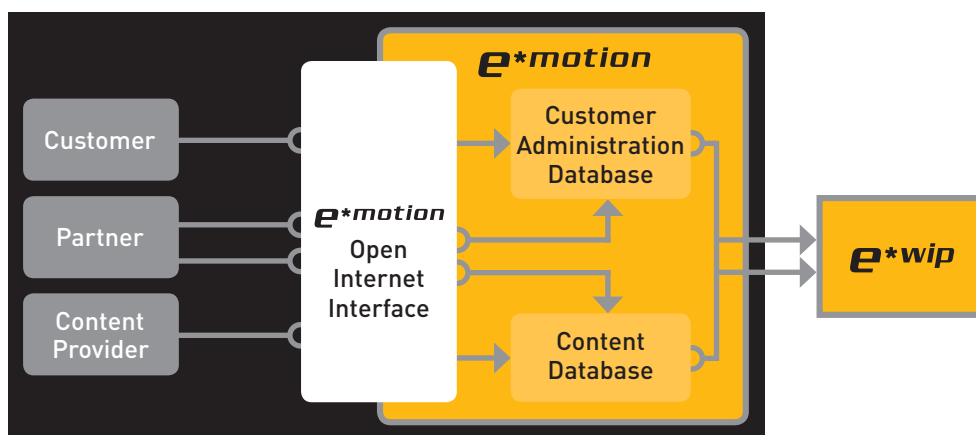 e*motion
Customer
Partner
Content
Provider
e*motion
Open
Internet
Interface
Customer
Administration
Database
Content
Database
e*wip